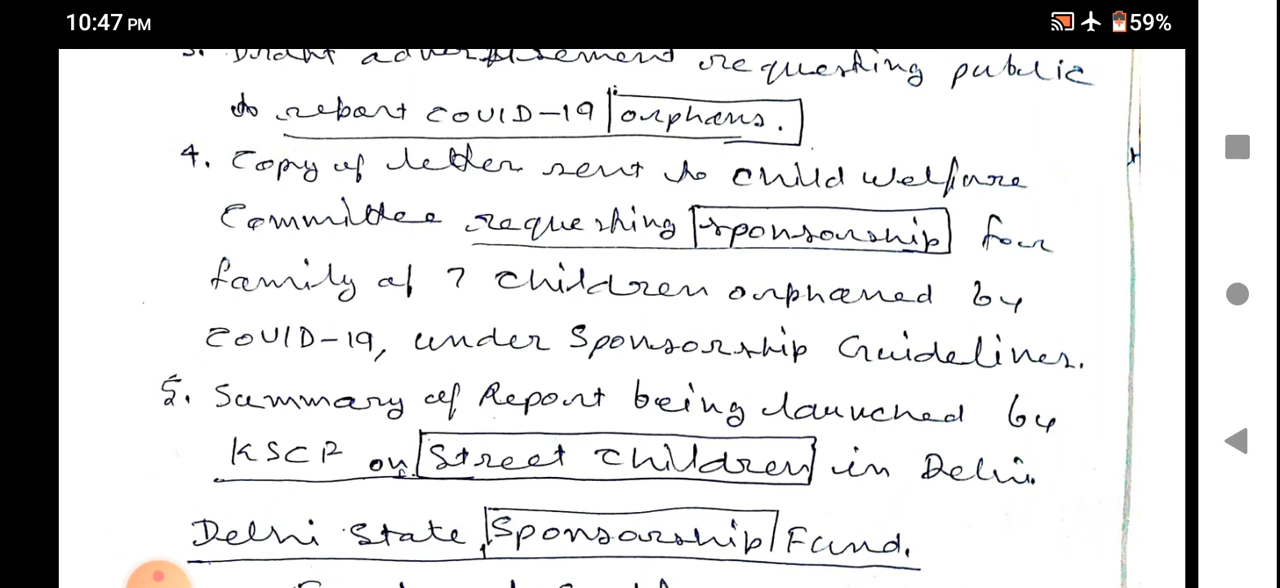 10:47 PM 59%
advertisement requesting public
to report COVID-19 orphans.
4. Copy of letter sent to Child Welfare
Committee requesting sponsorship for
family of 7 children orphaned by
COVID-19, under Sponsorship Guidelines.
5. Summary of Report being launched by
KSCF on Street Children in Delhi.
Delhi State Sponsorship Fund.